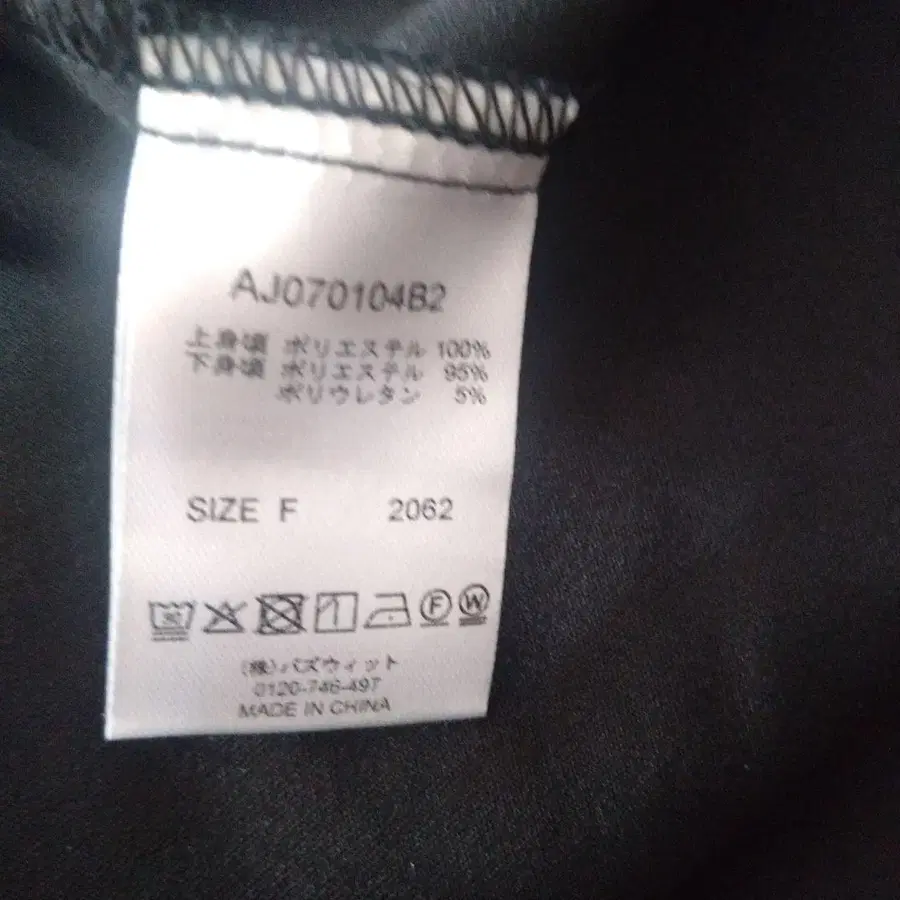 AJ070104B2
上身頃 ポリエステル 100%
下身頃 ポリエステル 95%
ポリウレタン 5%
SIZE F 2062
F W
(株)バズウィット
0120-746-497
MADE IN CHINA